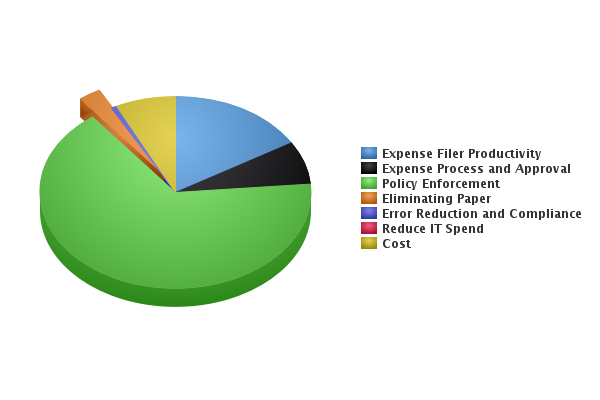 Expense Filer Productivity
Expense Process and Approval
Policy Enforcement
Eliminating Paper
Error Reduction and Compliance
Reduce IT Spend
Cost